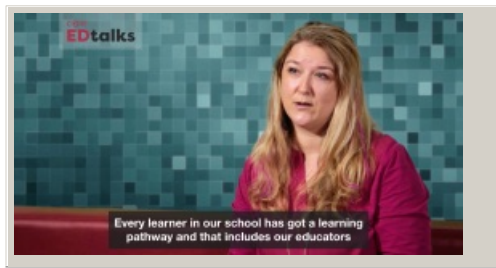 EDtalks
Every learner in our school has got a learning
pathway and that includes our educators